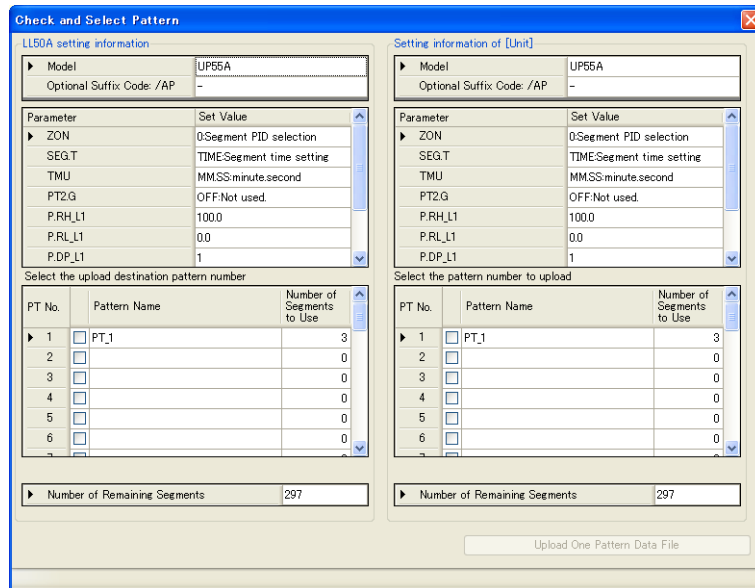 Check and Select Pattern
LL50A setting information
Model UP55A
Optional Suffix Code: /AP -
Parameter Set Value
ZON 0:Segment PID selection
SEG.T TIME:Segment time setting
TMU MM.SS:minute.second
PT2.G OFF:Not used.
P.RH_L1 100.0
P.RL_L1 0.0
P.DP_L1 1
Select the upload destination pattern number
PT No. Pattern Name Number of Segments to Use
1 PT_1 3
2 0
3 0
4 0
5 0
6 0
Number of Remaining Segments 297
Setting information of [Unit]
Model UP55A
Optional Suffix Code: /AP -
Parameter Set Value
ZON 0:Segment PID selection
SEG.T TIME:Segment time setting
TMU MM.SS:minute.second
PT2.G OFF:Not used.
P.RH_L1 100.0
P.RL_L1 0.0
P.DP_L1 1
Select the pattern number to upload
PT No. Pattern Name Number of Segments to Use
1 PT_1 3
2 0
3 0
4 0
5 0
6 0
Number of Remaining Segments 297
Upload One Pattern Data File